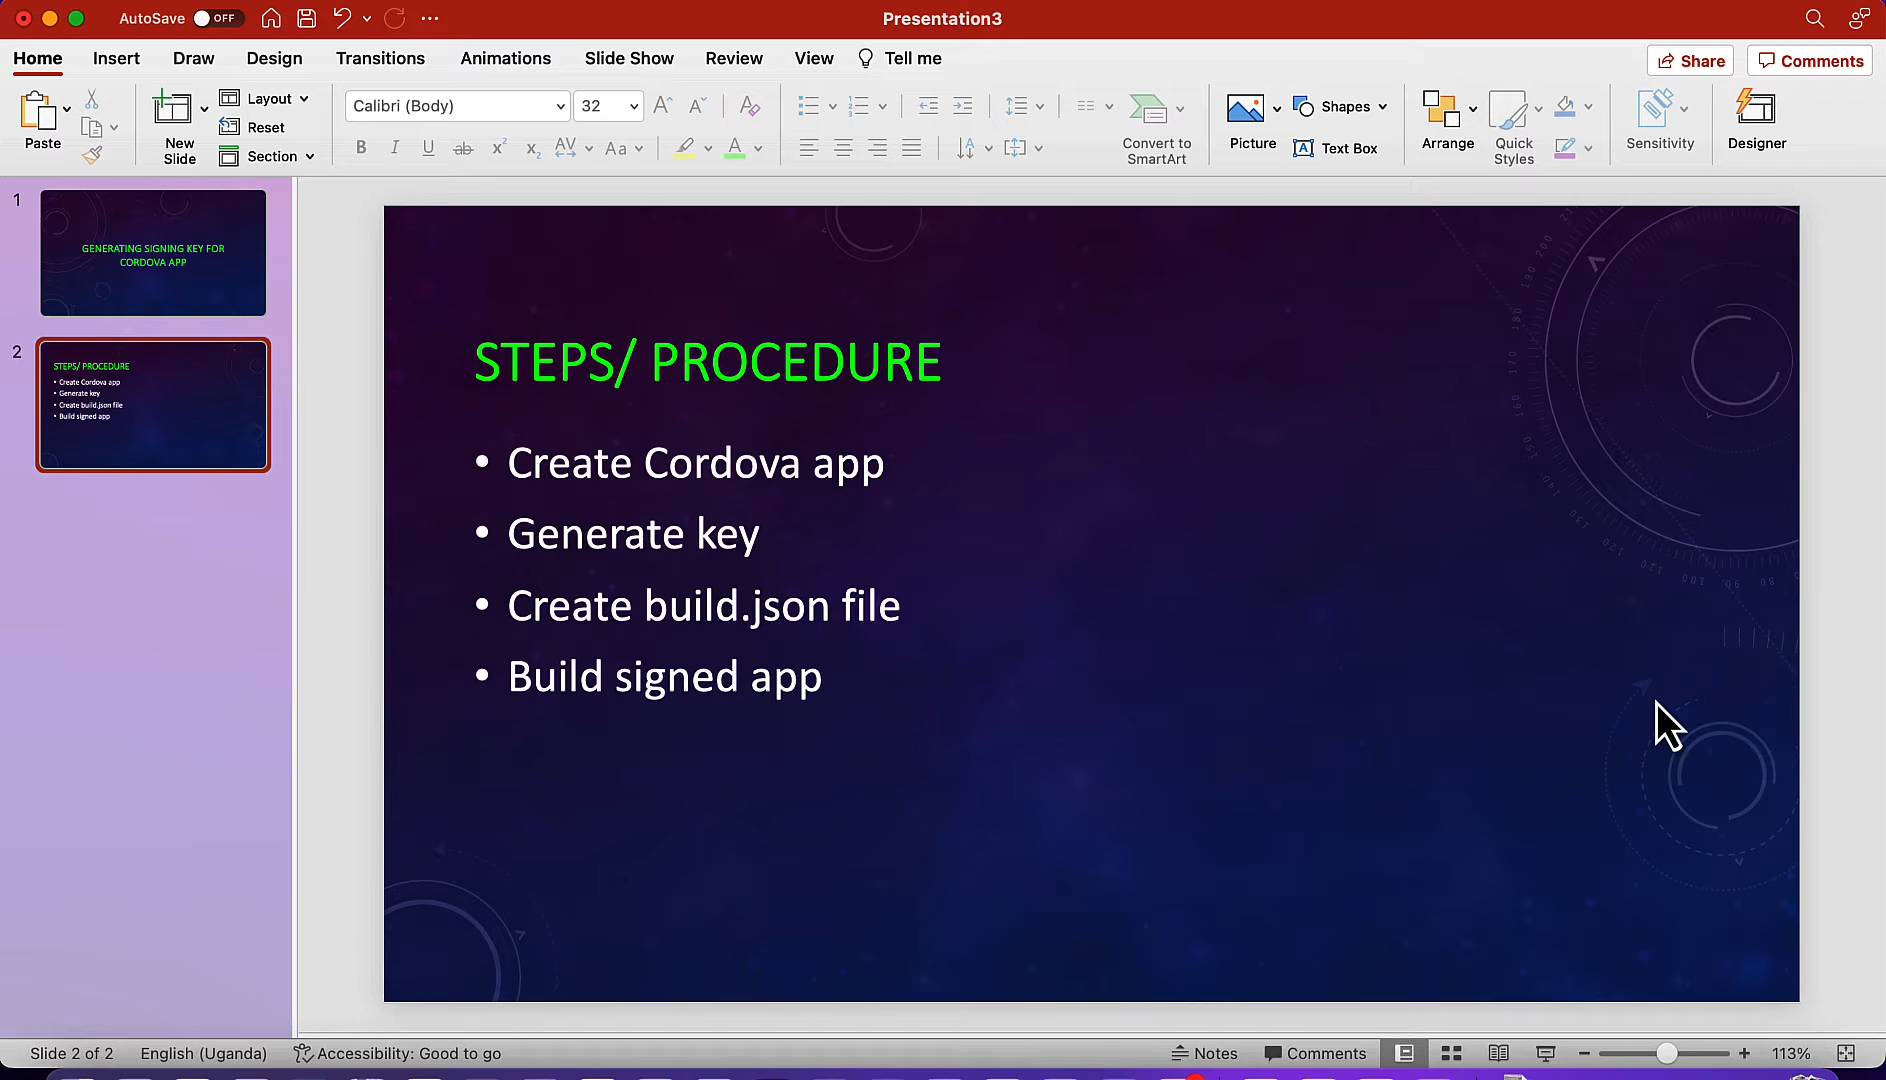 AutoSave OFF
Presentation3
Home Insert Draw Design Transitions Animations Slide Show Review View Tell me
Share Comments
Paste
New Slide
Layout
Reset
Section
Calibri (Body) 32
Convert to SmartArt
Picture
Shapes
Text Box
Arrange
Quick Styles
Sensitivity
Designer
1
GENERATING SIGNING KEY FOR
CORDOVA APP
2
STEPS/ PROCEDURE
• Create Cordova app
• Generate key
• Create build.json file
• Build signed app
STEPS/ PROCEDURE
• Create Cordova app
• Generate key
• Create build.json file
• Build signed app
Slide 2 of 2 English (Uganda) Accessibility: Good to go Notes Comments 113%